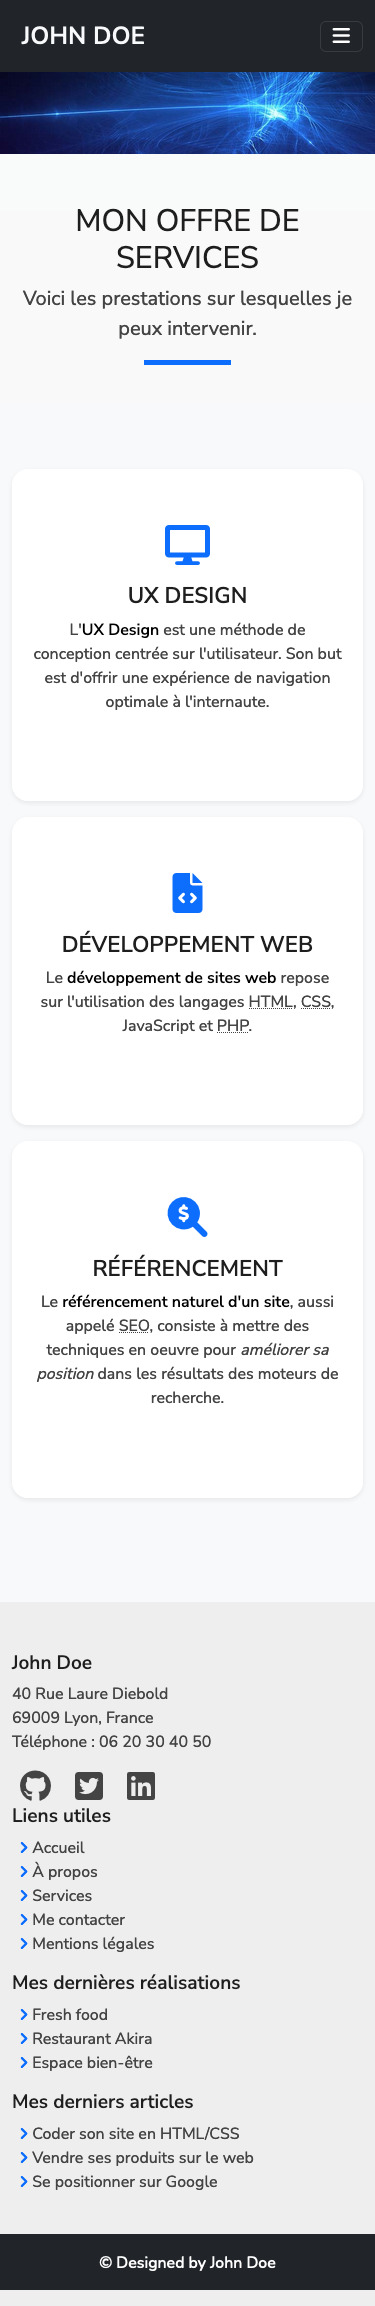 JOHN DOE
MON OFFRE DE
SERVICES
Voici les prestations sur lesquelles je
peux intervenir.
UX DESIGN
L'UX Design est une méthode de
conception centrée sur l'utilisateur. Son but
est d'offrir une expérience de navigation
optimale à l'internaute.
DÉVELOPPEMENT WEB
Le développement de sites web repose
sur l'utilisation des langages HTML, CSS,
JavaScript et PHP.
RÉFÉRENCEMENT
Le référencement naturel d'un site, aussi
appelé SEO, consiste à mettre des
techniques en oeuvre pour améliorer sa
position dans les résultats des moteurs de
recherche.
John Doe
40 Rue Laure Diebold
69009 Lyon, France
Téléphone : 06 20 30 40 50
Liens utiles
Accueil
À propos
Services
Me contacter
Mentions légales
Mes dernières réalisations
Fresh food
Restaurant Akira
Espace bien-être
Mes derniers articles
Coder son site en HTML/CSS
Vendre ses produits sur le web
Se positionner sur Google
© Designed by John Doe